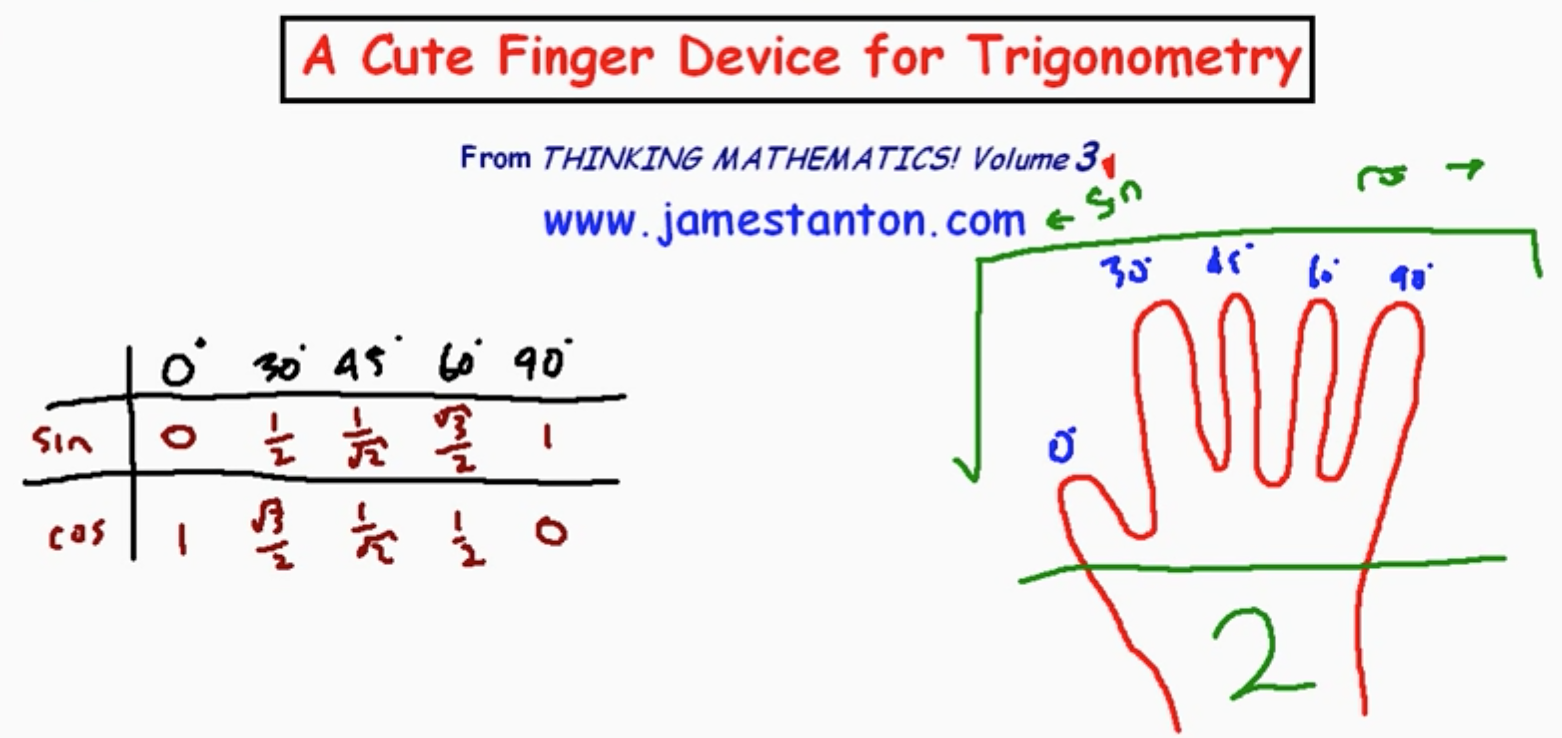 A Cute Finger Device for Trigonometry
From THINKING MATHEMATICS! Volume 3
www.jamestanton.com
← sin
cos →
30° 45° 60° 90°
0°
0° 30° 45° 60° 90°
sin 0 1/2 1/√2 √3/2 1
cos 1 √3/2 1/√2 1/2 0
2